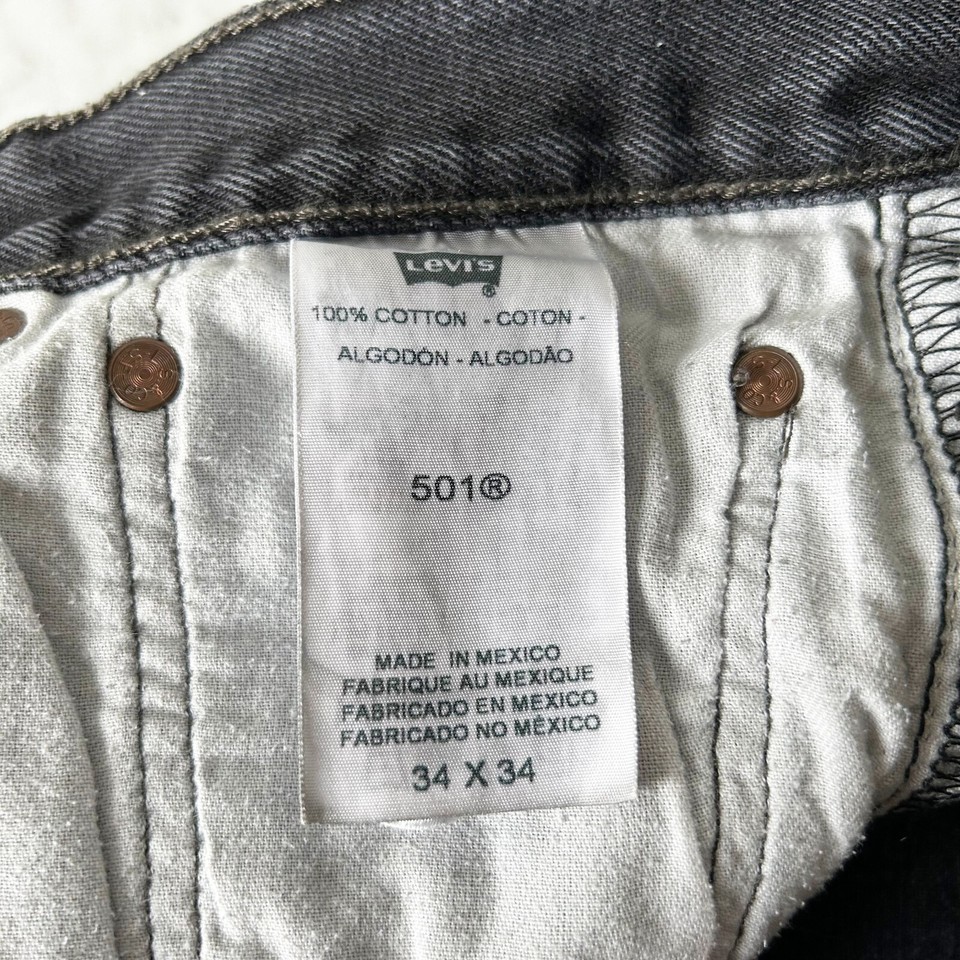 LEVI'S
®
100% COTTON - COTON -
ALGODÓN - ALGODÃO
501®
MADE IN MEXICO
FABRIQUE AU MEXIQUE
FABRICADO EN MEXICO
FABRICADO NO MÉXICO
34 X 34